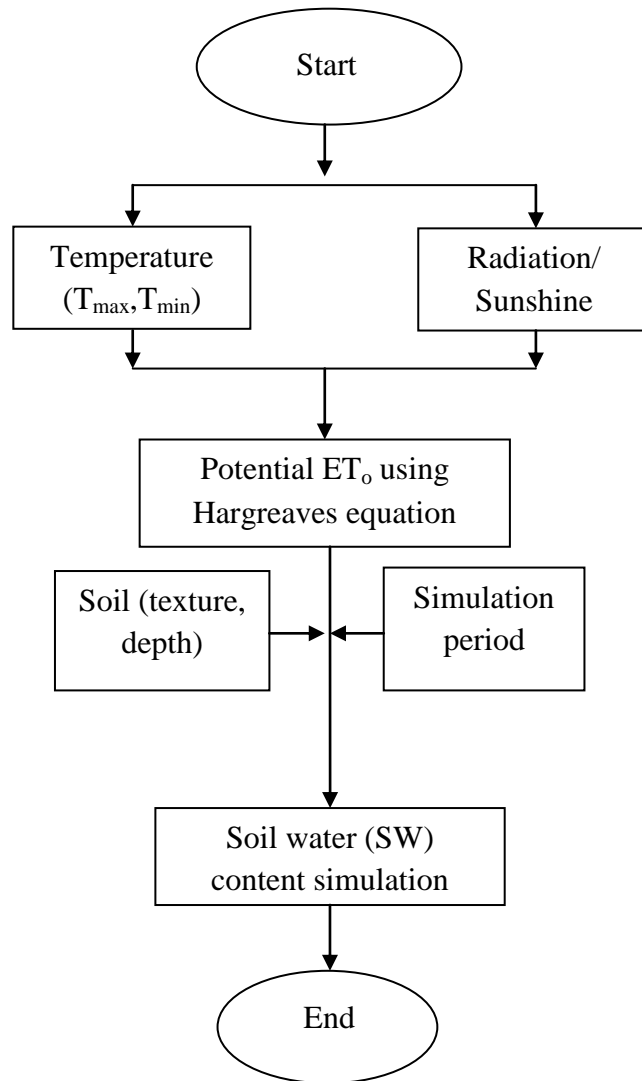 Start
Temperature
(Tmax,Tmin)
Radiation/
Sunshine
Potential ETo using
Hargreaves equation
Soil (texture,
depth)
Simulation
period
Soil water (SW)
content simulation
End